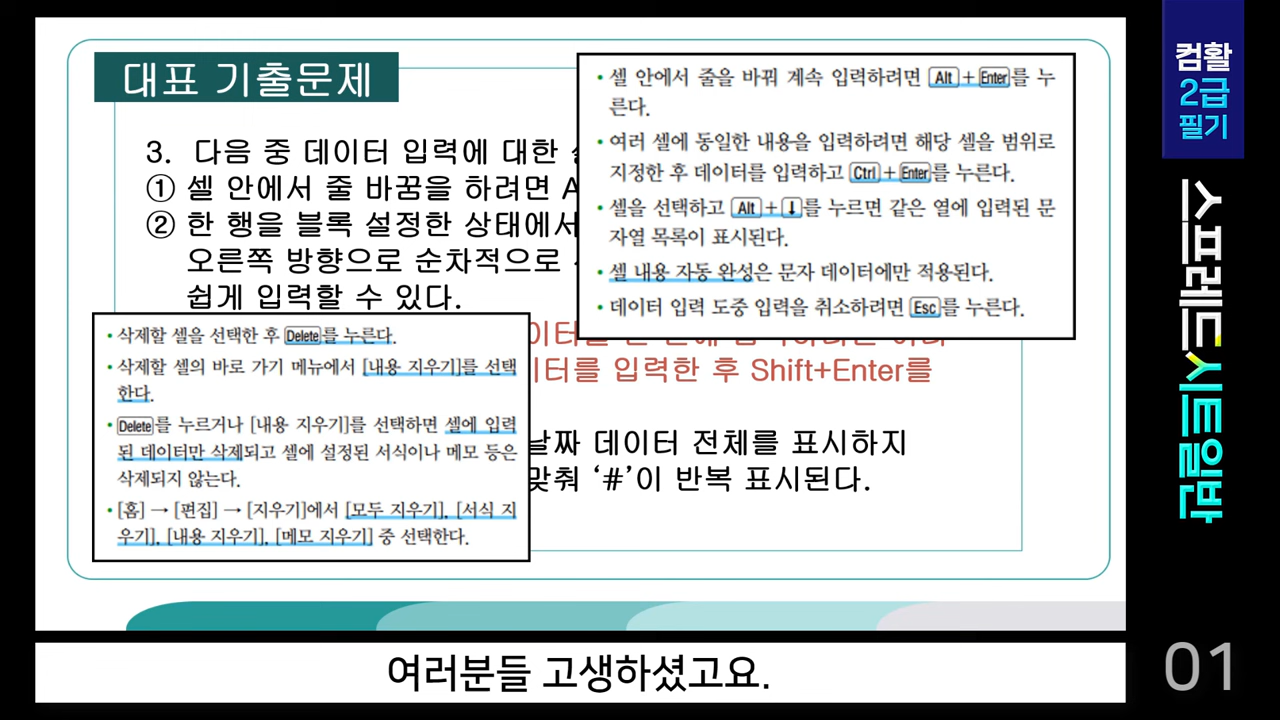 대표 기출문제
3. 다음 중 데이터 입력에 대한
① 셀 안에서 줄 바꿈을 하려면 A
② 한 행을 블록 설정한 상태에서
오른쪽 방향으로 순차적으로
쉽게 입력할 수 있다.
이터를 입력한 후 Shift+Enter를
날짜 데이터 전체를 표시하지
맞춰 ‘#’이 반복 표시된다.
• 셀 안에서 줄을 바꿔 계속 입력하려면 Alt + Enter를 누
른다.
• 여러 셀에 동일한 내용을 입력하려면 해당 셀을 범위로
지정한 후 데이터를 입력하고 Ctrl + Enter를 누른다.
• 셀을 선택하고 Alt + ↓를 누르면 같은 열에 입력된 문
자열 목록이 표시된다.
• 셀 내용 자동 완성은 문자 데이터에만 적용된다.
• 데이터 입력 도중 입력을 취소하려면 Esc를 누른다.
• 삭제할 셀을 선택한 후 Delete를 누른다.
• 삭제할 셀의 바로 가기 메뉴에서 [내용 지우기]를 선택
한다.
• Delete를 누르거나 [내용 지우기]를 선택하면 셀에 입력
된 데이터만 삭제되고 셀에 설정된 서식이나 메모 등은
삭제되지 않는다.
• [홈] → [편집] → [지우기]에서 [모두 지우기], [서식 지
우기], [내용 지우기], [메모 지우기] 중 선택한다.
여러분들 고생하셨고요.
컴활
2급
필기
스프레드시트일반
01